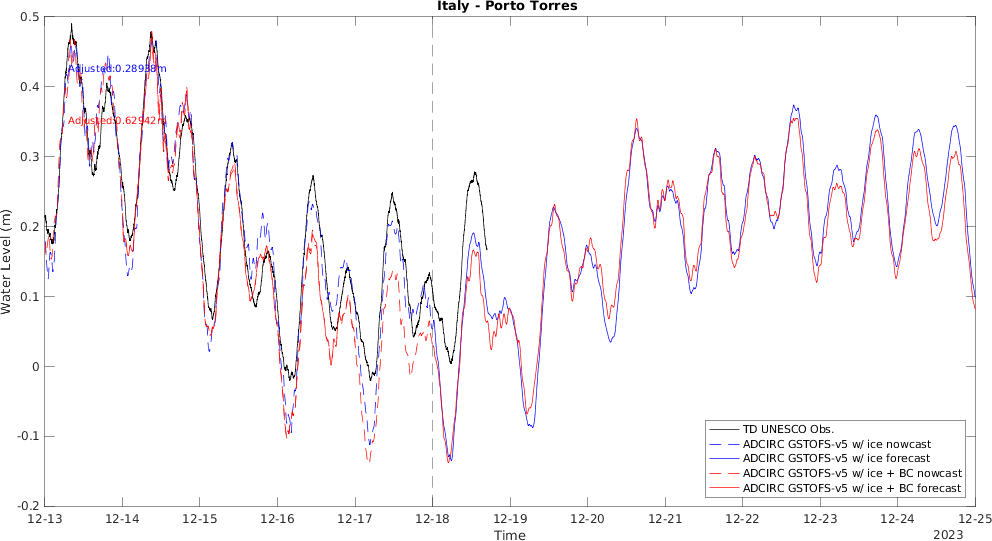 Italy - Porto Torres
0.5
0.4
0.3
0.2
0.1
0
-0.1
-0.2
Water Level (m)
Adjusted:0.28938m
Adjusted:0.62942m
TD UNESCO Obs.
ADCIRC GSTOFS-v5 w/ ice nowcast
ADCIRC GSTOFS-v5 w/ ice forecast
ADCIRC GSTOFS-v5 w/ ice + BC nowcast
ADCIRC GSTOFS-v5 w/ ice + BC forecast
12-13 12-14 12-15 12-16 12-17 12-18 12-19 12-20 12-21 12-22 12-23 12-24 12-25
Time
2023